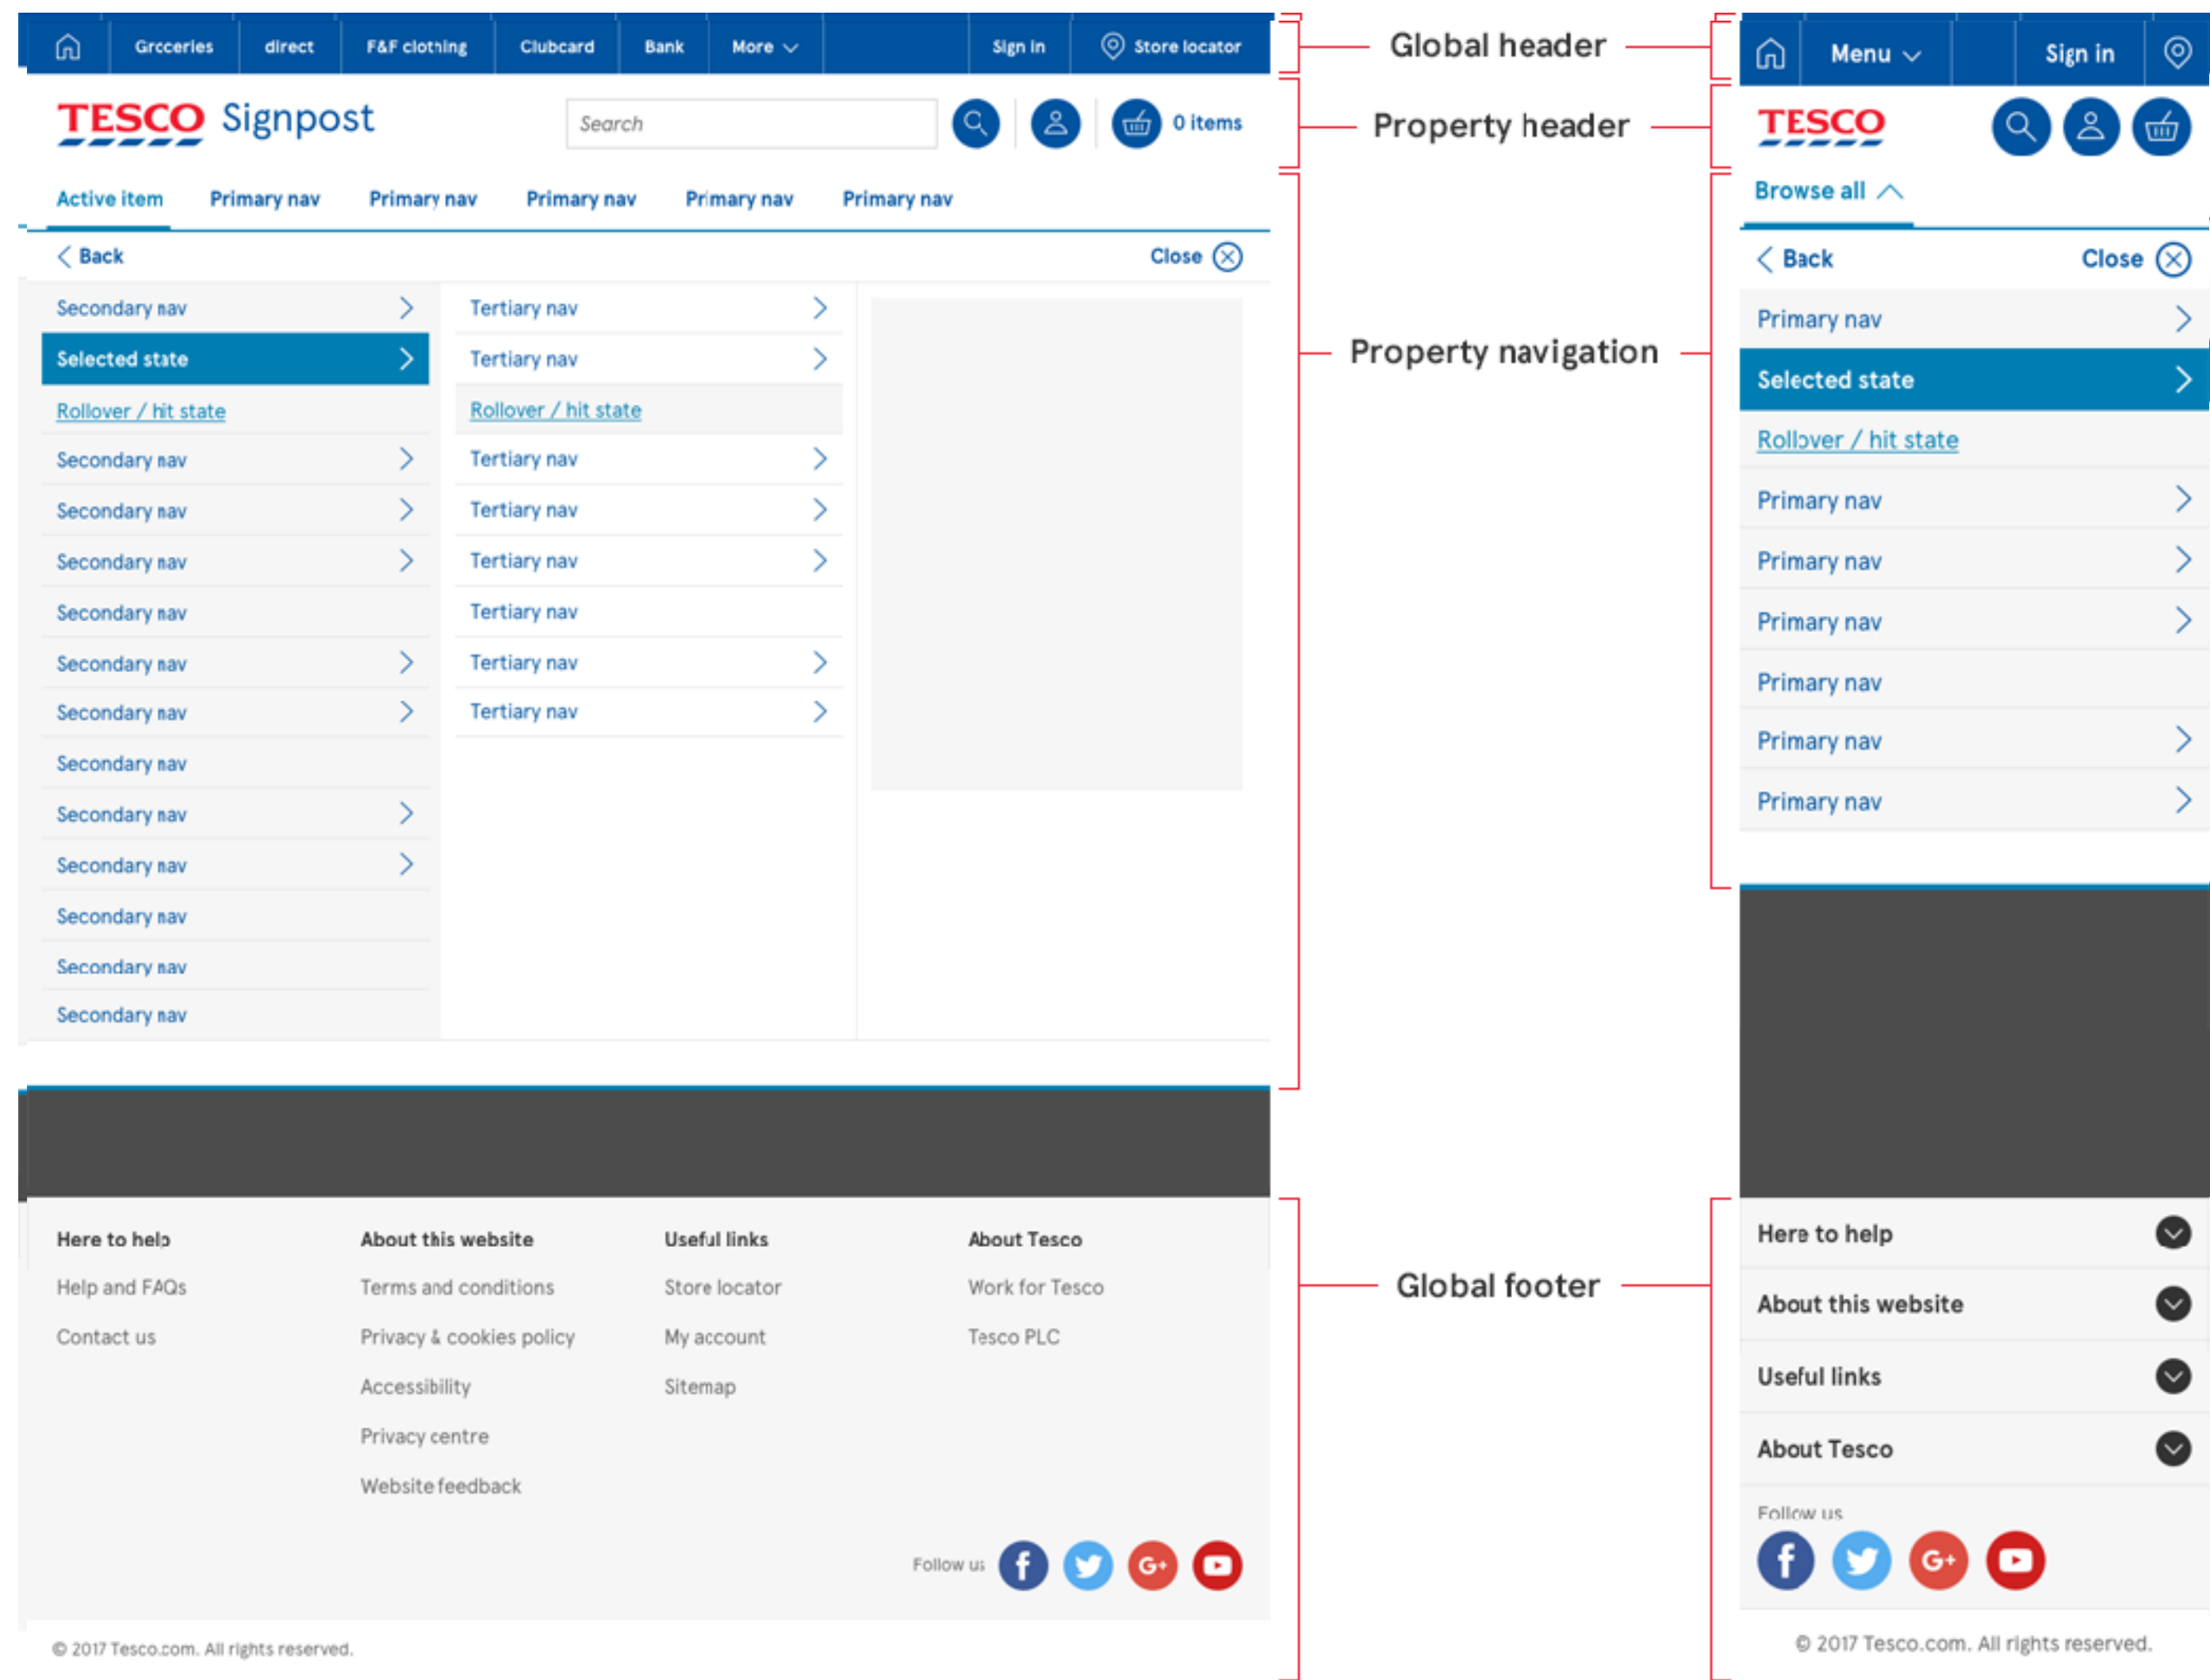 Groceries direct F&F clothing Clubcard Bank More Sign in Store locator
TESCO Signpost Search 0 items
Active item Primary nav Primary nav Primary nav Primary nav Primary nav
Back Close
Secondary nav Tertiary nav
Selected state Tertiary nav
Rollover / hit state Rollover / hit state
Secondary nav Tertiary nav
Secondary nav Tertiary nav
Secondary nav Tertiary nav
Secondary nav Tertiary nav
Secondary nav Tertiary nav
Secondary nav Tertiary nav
Secondary nav
Secondary nav
Secondary nav
Secondary nav
Secondary nav
Secondary nav
Here to help About this website Useful links About Tesco
Help and FAQs Terms and conditions Store locator Work for Tesco
Contact us Privacy & cookies policy My account Tesco PLC
Accessibility Sitemap
Privacy centre
Website feedback
Follow us f G+
© 2017 Tesco.com. All rights reserved.
Global header
Property header
Property navigation
Global footer
Menu Sign in
TESCO
Browse all
Back Close
Primary nav
Selected state
Rollover / hit state
Primary nav
Primary nav
Primary nav
Primary nav
Primary nav
Primary nav
Here to help
About this website
Useful links
About Tesco
Follow us
f G+
© 2017 Tesco.com. All rights reserved.